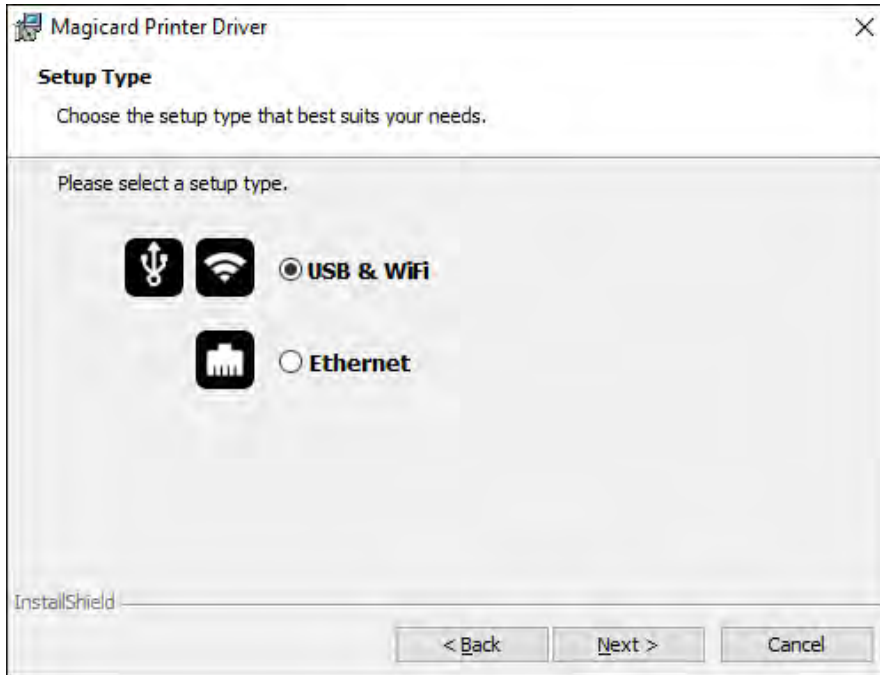 Magicard Printer Driver
Setup Type
Choose the setup type that best suits your needs.
Please select a setup type.
USB & WiFi
Ethernet
InstallShield
< Back Next > Cancel